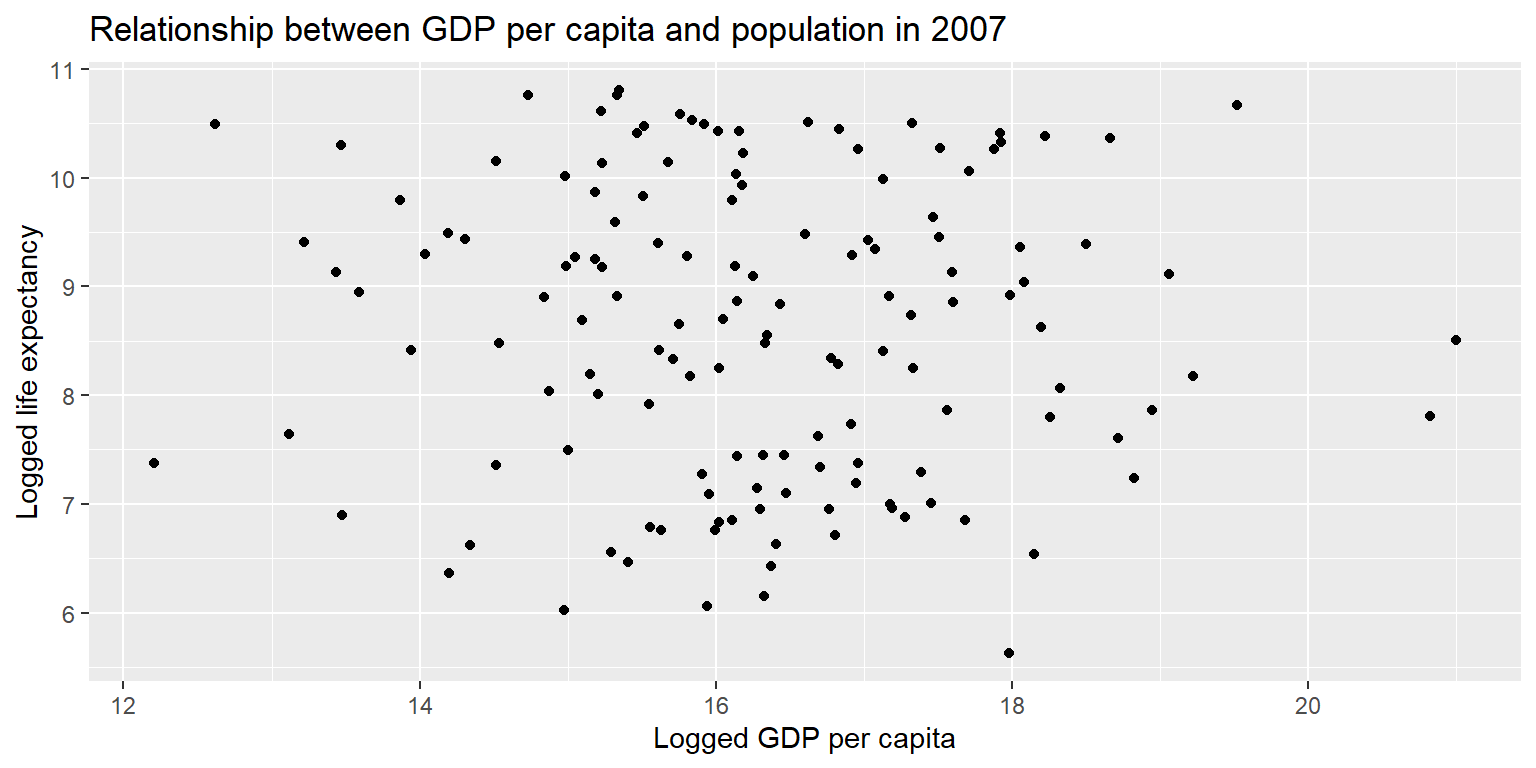 Relationship between GDP per capita and population in 2007
11
10
9
8
7
6
Logged life expectancy
12 14 16 18 20
Logged GDP per capita